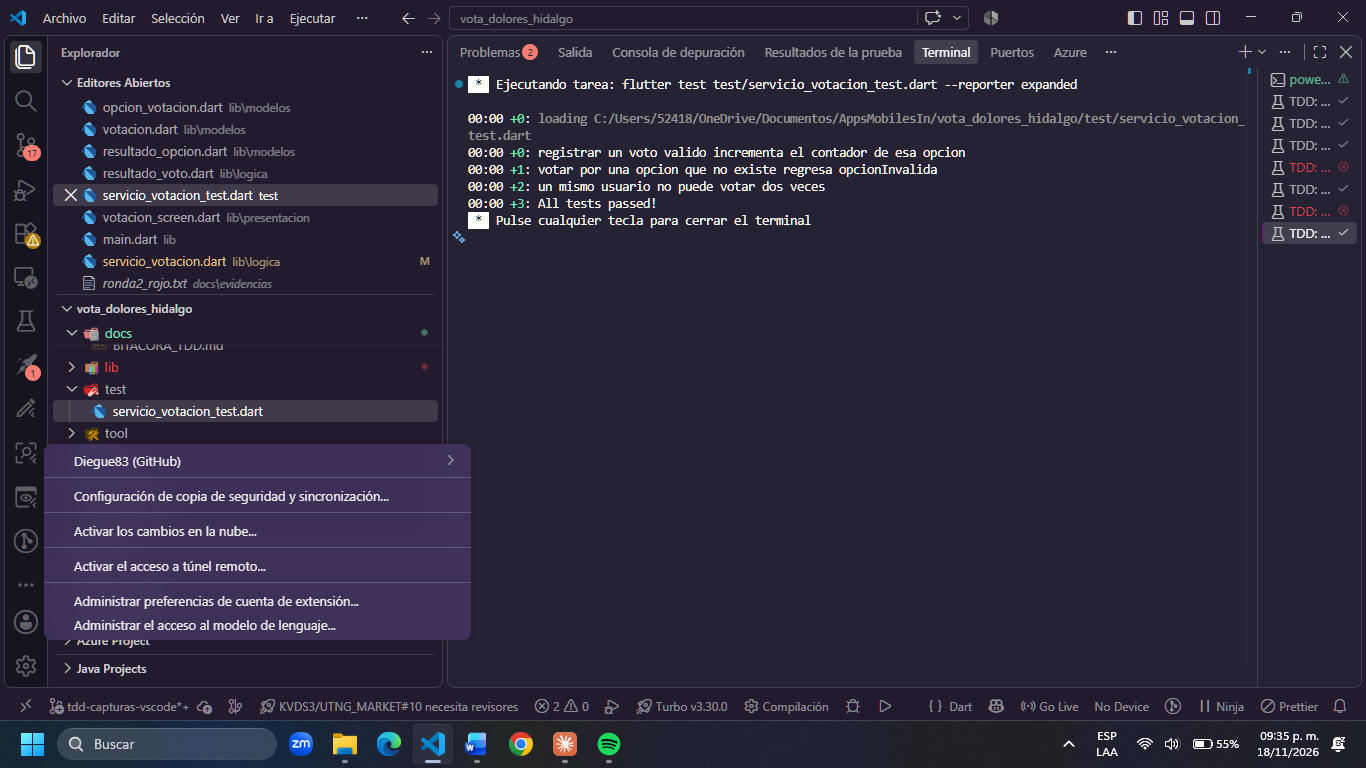 Archivo Editar Selección Ver Ir a Ejecutar ··· vota_dolores_hidalgo
Explorador ···
Editores Abiertos
opcion_votacion.dart lib\modelos
votacion.dart lib\modelos
resultado_opcion.dart lib\modelos
resultado_voto.dart lib\logica
servicio_votacion_test.dart test
votacion_screen.dart lib\presentacion
main.dart lib
servicio_votacion.dart lib\logica M
ronda2_rojo.txt docs\evidencias
vota_dolores_hidalgo
docs
BITACORA_TDD.md
lib
test
servicio_votacion_test.dart
tool
17
1
Diegue83 (GitHub)
Configuración de copia de seguridad y sincronización...
Activar los cambios en la nube...
Activar el acceso a túnel remoto...
Administrar preferencias de cuenta de extensión...
Administrar el acceso al modelo de lenguaje...
Azure Project
Java Projects
Problemas 2 Salida Consola de depuración Resultados de la prueba Terminal Puertos Azure ···
* Ejecutando tarea: flutter test test/servicio_votacion_test.dart --reporter expanded
00:00 +0: loading C:/Users/52418/OneDrive/Documentos/AppsMobilesIn/vota_dolores_hidalgo/test/servicio_votacion_
test.dart
00:00 +0: registrar un voto valido incrementa el contador de esa opcion
00:00 +1: votar por una opcion que no existe regresa opcionInvalida
00:00 +2: un mismo usuario no puede votar dos veces
00:00 +3: All tests passed!
* Pulse cualquier tecla para cerrar el terminal
powe...
TDD: ...
TDD: ...
TDD: ...
TDD: ...
TDD: ...
TDD: ...
TDD: ...
tdd-capturas-vscode*+ KVDS3/UTNG_MARKET#10 necesita revisores 2 0 Turbo v3.30.0 Compilación { } Dart Go Live No Device Ninja Prettier
Buscar
zm
W
ESP
LAA
55%
09:35 p. m.
18/11/2026